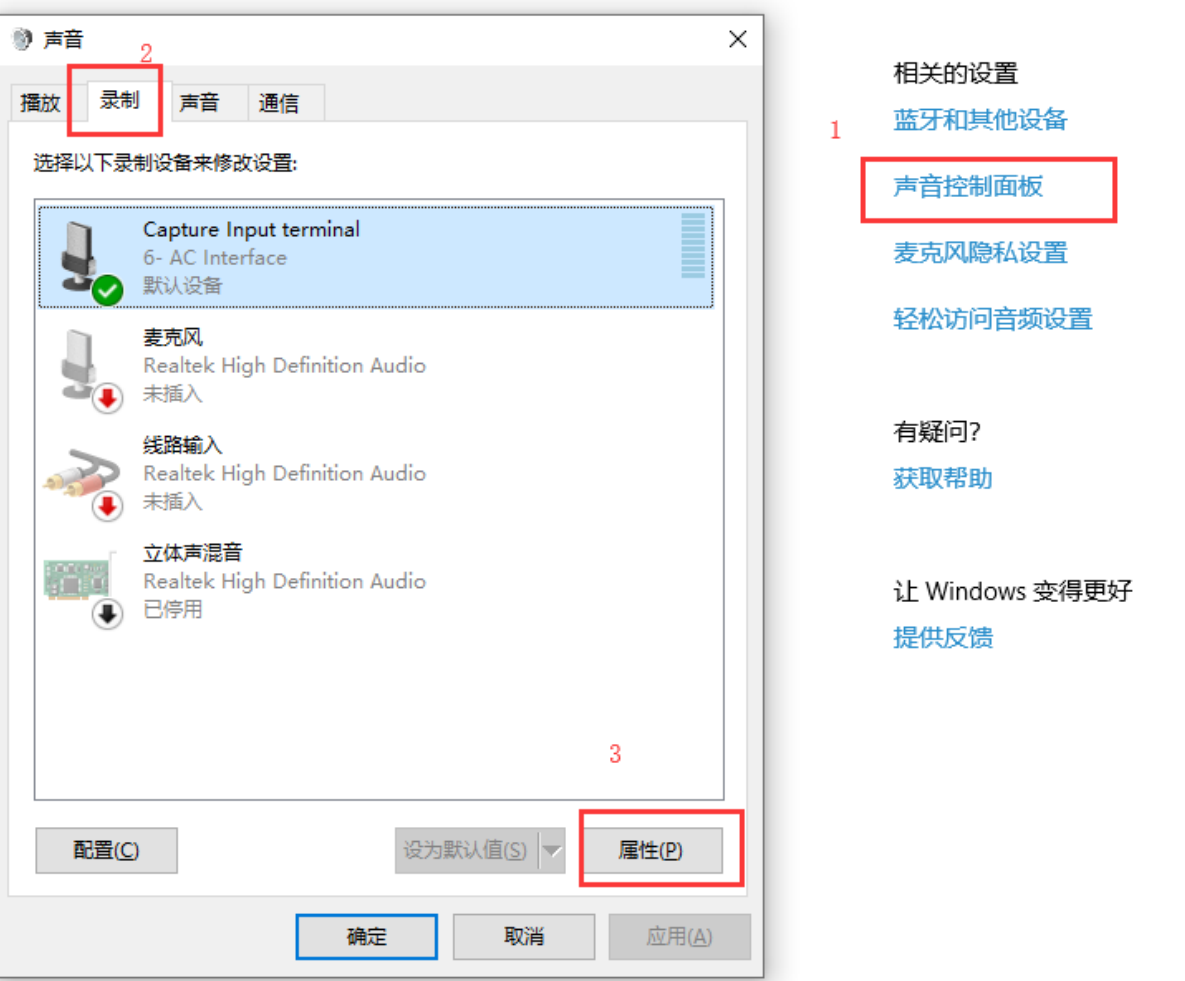 声音
2
播放
录制
声音
通信
选择以下录制设备来修改设置:
Capture Input terminal
6- AC Interface
默认设备
麦克风
Realtek High Definition Audio
未插入
线路输入
Realtek High Definition Audio
未插入
立体声混音
Realtek High Definition Audio
已停用
3
配置(C)
设为默认值(S)
属性(P)
确定
取消
应用(A)
相关的设置
蓝牙和其他设备
1
声音控制面板
麦克风隐私设置
轻松访问音频设置
有疑问?
获取帮助
让 Windows 变得更好
提供反馈